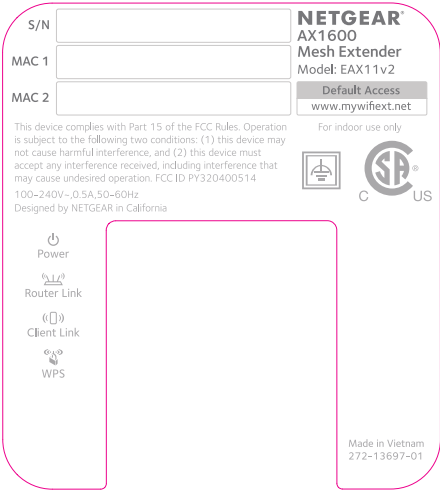 S/N
MAC 1
MAC 2
NETGEAR®
AX1600
Mesh Extender
Model: EAX11v2
Default Access
www.mywifiext.net
This device complies with Part 15 of the FCC Rules. Operation
is subject to the following two conditions: (1) this device may
not cause harmful interference, and (2) this device must
accept any interference received, including interference that
may cause undesired operation. FCC ID PY320400514
100-240V~,0.5A,50-60Hz
Designed by NETGEAR in California
For indoor use only
SA ®
C US
Power
Router Link
Client Link
WPS
Made in Vietnam
272-13697-01